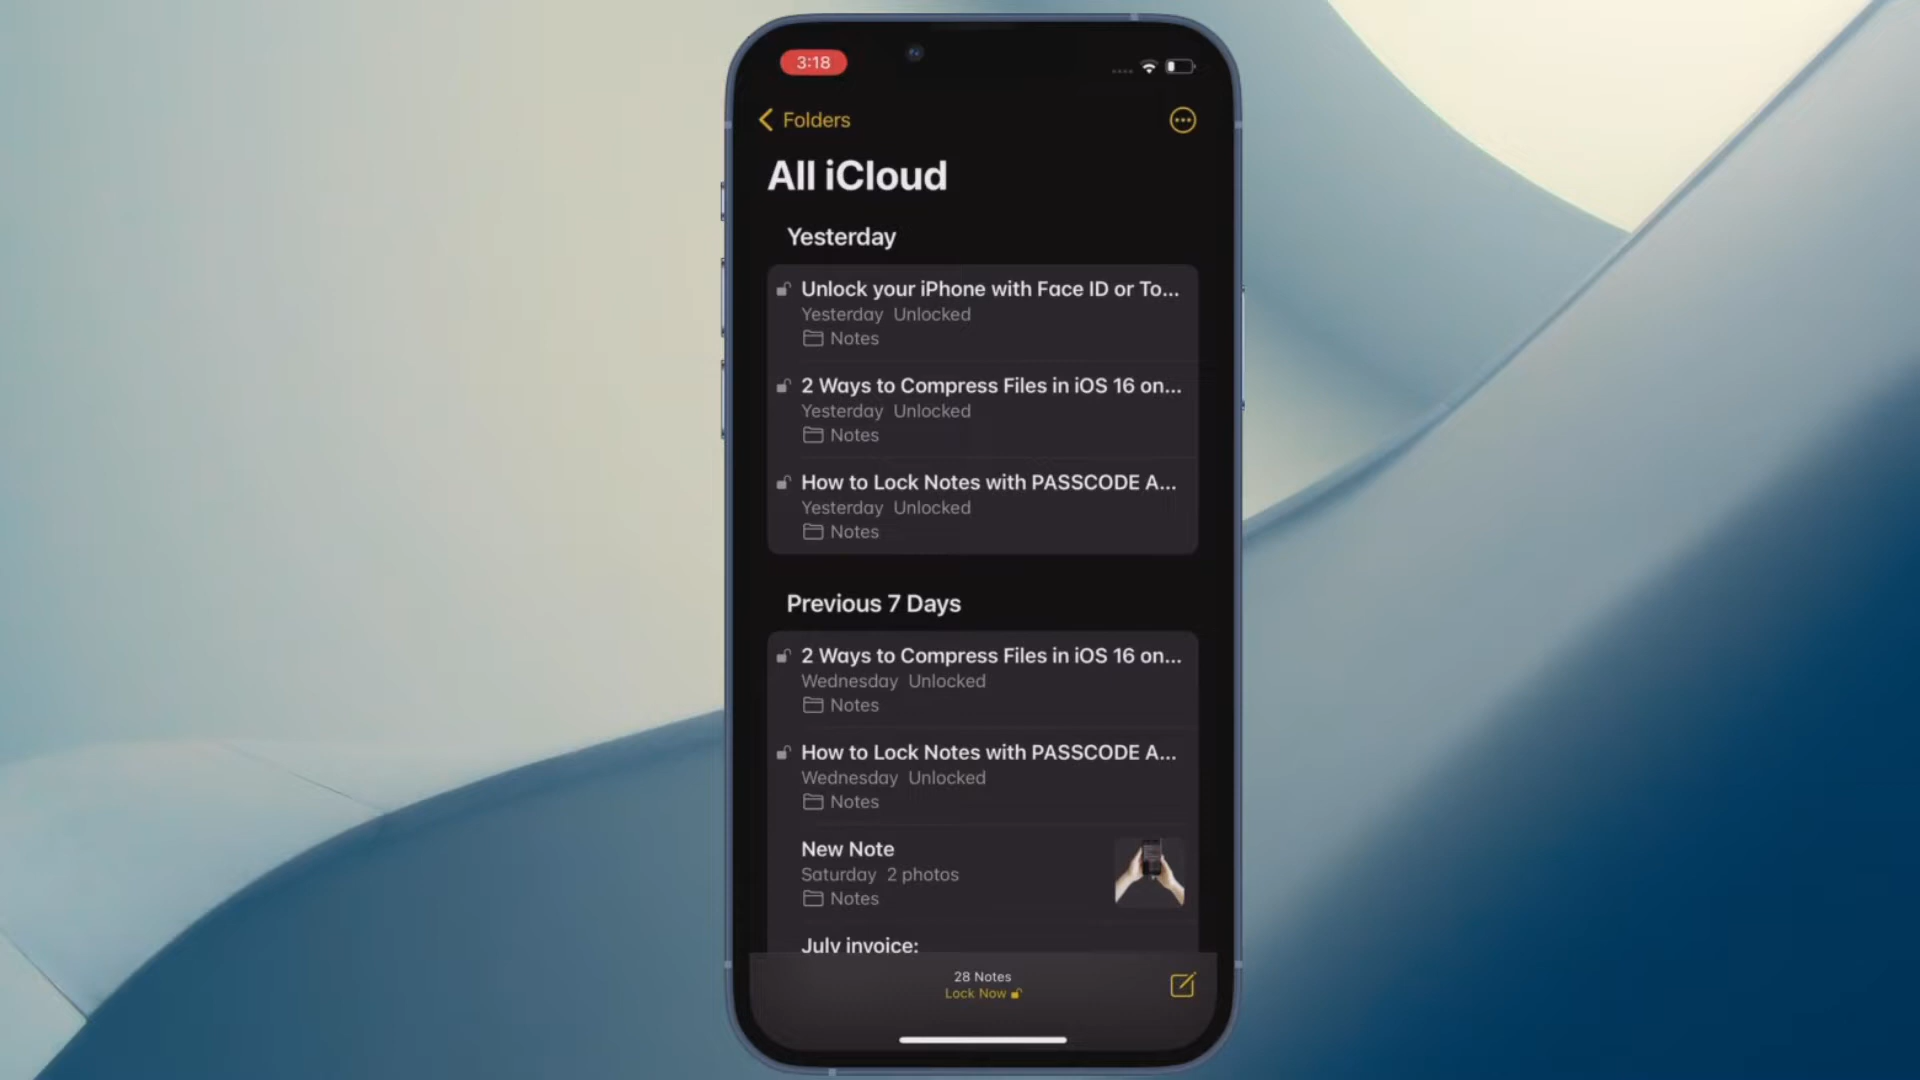 3:18
Folders
All iCloud
Yesterday
Unlock your iPhone with Face ID or To...
Yesterday Unlocked
Notes
2 Ways to Compress Files in iOS 16 on...
Yesterday Unlocked
Notes
How to Lock Notes with PASSCODE A...
Yesterday Unlocked
Notes
Previous 7 Days
2 Ways to Compress Files in iOS 16 on...
Wednesday Unlocked
Notes
How to Lock Notes with PASSCODE A...
Wednesday Unlocked
Notes
New Note
Saturday 2 photos
Notes
July invoice:
28 Notes
Lock Now